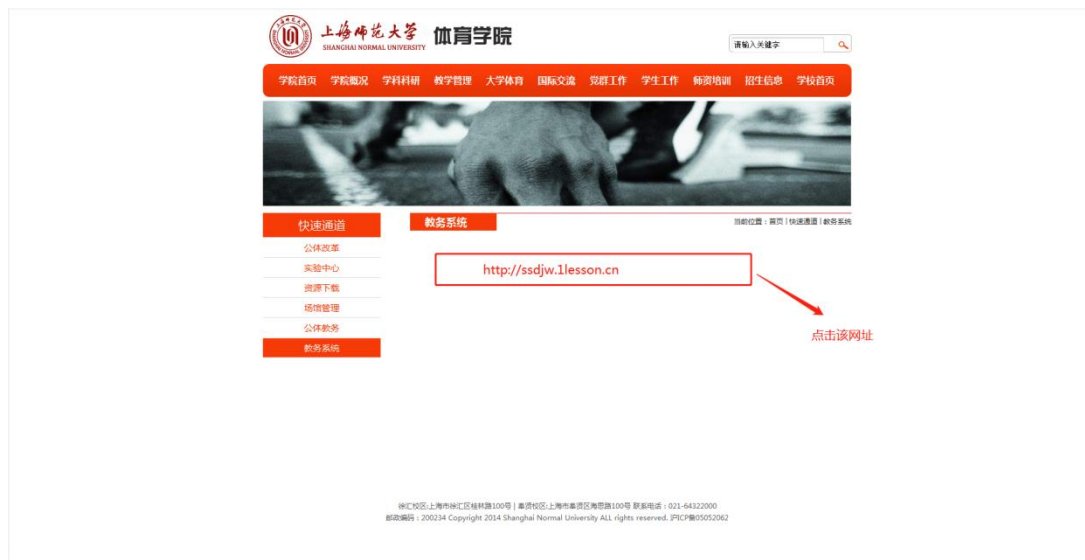 上海师范大学 体育学院
SHANGHAI NORMAL UNIVERSITY
请输入关键字
学院首页 学院概况 学科科研 教学管理 大学体育 国际交流 党群工作 学生工作 师资培训 招生信息 学校首页
快速通道
教务系统
当前位置：首页 | 快速通道 | 教务系统
公体改革
实验中心
资源下载
场馆管理
公体教务
教务系统
http://ssdjw.1lesson.cn
点击该网址
徐汇校区:上海市徐汇区桂林路100号 | 奉贤校区:上海市奉贤区海思路100号 联系电话：021-64322000
邮政编码：200234 Copyright 2014 Shanghai Normal University ALL rights reserved. 沪ICP备05052062